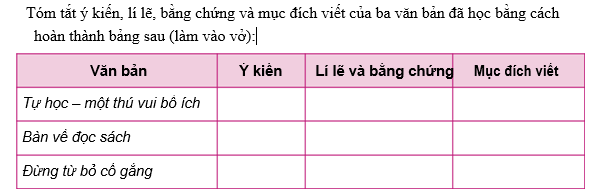 Tóm tắt ý kiến, lí lẽ, bằng chứng và mục đích viết của ba văn bản đã học bằng cách
hoàn thành bảng sau (làm vào vở):
Văn bản Ý kiến Lí lẽ và bằng chứng Mục đích viết
Tự học – một thú vui bổ ích
Bàn về đọc sách
Đừng từ bỏ cố gắng